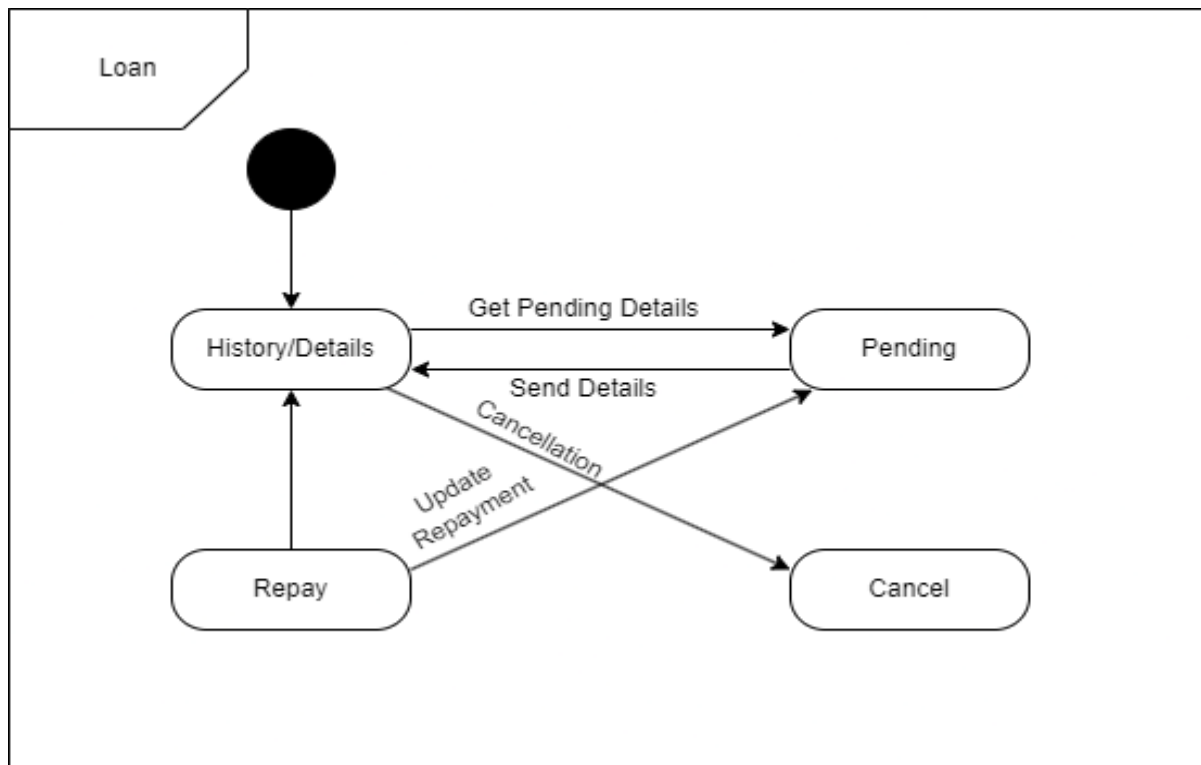 Loan
Get Pending Details
History/Details
Pending
Send Details
Cancellation
Update
Repayment
Repay
Cancel